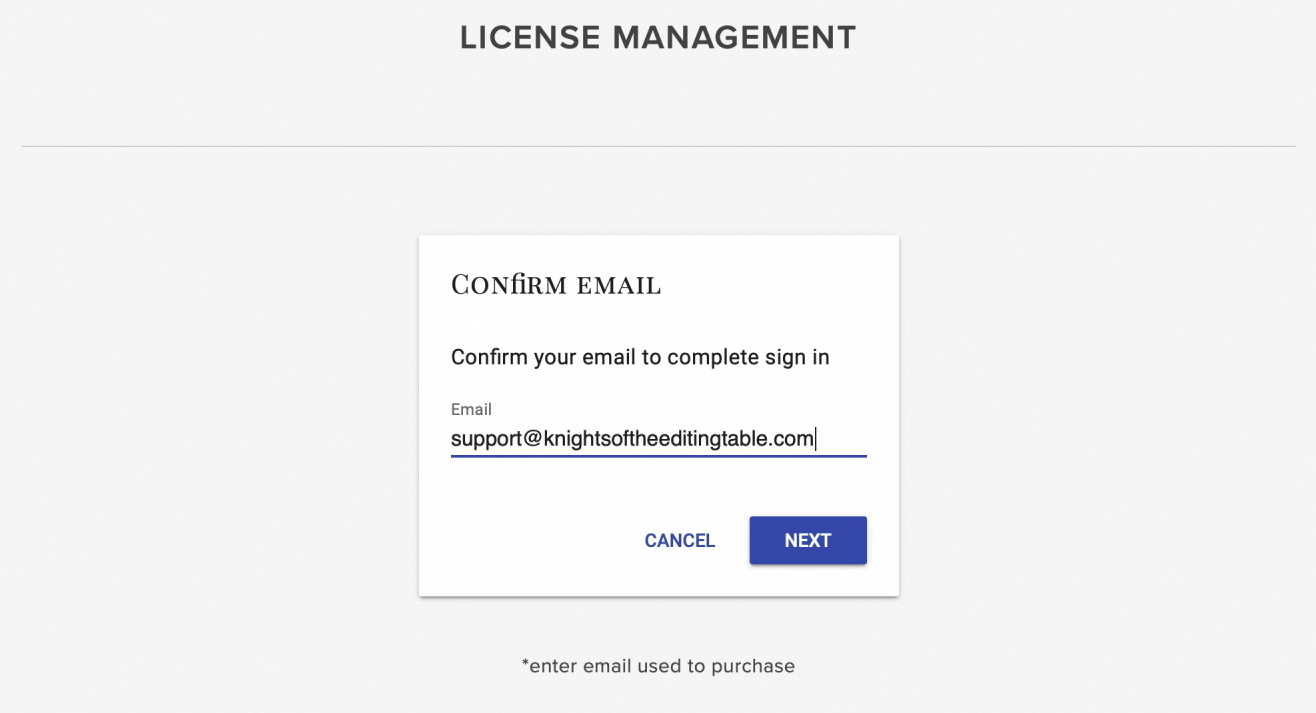 LICENSE MANAGEMENT
Confirm email
Confirm your email to complete sign in
Email
support@knightsoftheeditingtable.com
CANCEL NEXT
*enter email used to purchase